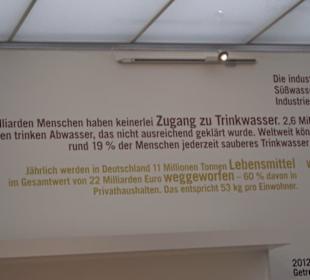 Die indus
Süßwass
Industrie
lliarden Menschen haben keinerlei Zugang zu Trinkwasser. 2,6 Mil
en trinken Abwasser, das nicht ausreichend geklärt wurde. Weltweit kön
rund 19 % der Menschen jederzeit sauberes Trinkwasser
Jährlich werden in Deutschland 11 Millionen Tonnen Lebensmittel
im Gesamtwert von 22 Milliarden Euro weggeworfen – 60 % davon in
Privathaushalten. Das entspricht 53 kg pro Einwohner.
2012
Getre